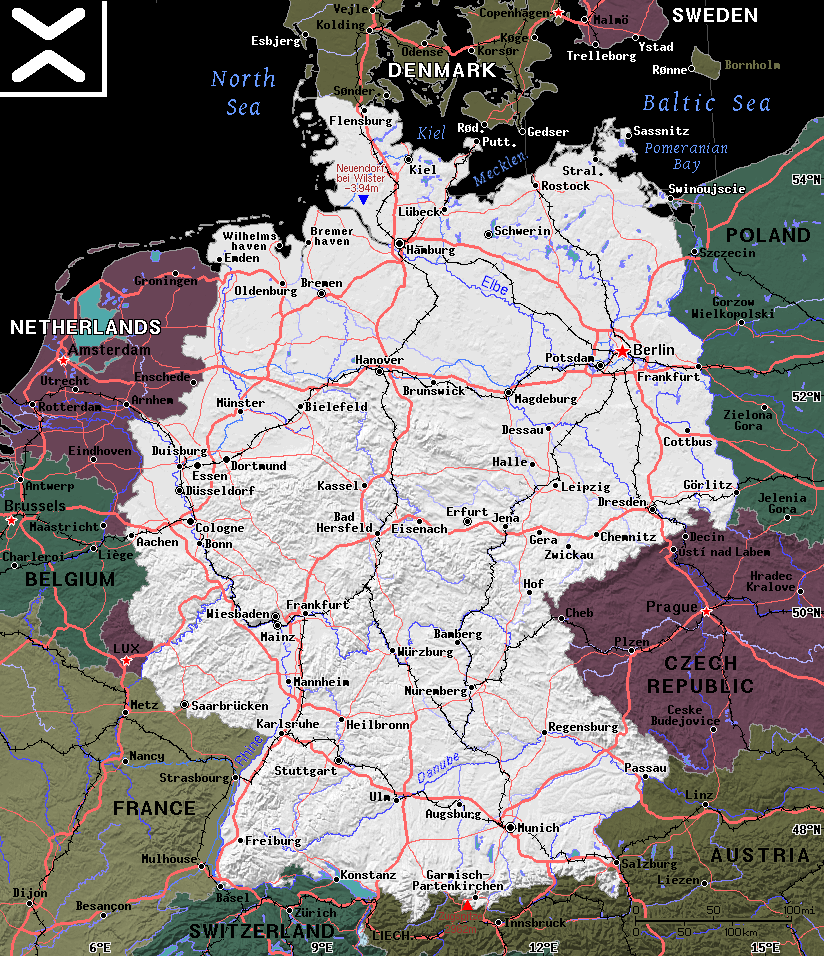 Vejle
Kolding
Esbjerg
Odense
Korsør
Copenhagen
Køge
Malmö
SWEDEN
Ystad
Trelleborg
Rønne
Bornholm
DENMARK
North
Sea
Baltic Sea
Sønder.
Flensburg
Kiel
Rød.
Putt.
Gedser
Sassnitz
Pomeranian
Bay
Neuendorf
bei Wilster
-3.94m
Kiel
Mecklen.
Stral.
Rostock
Swinoujscie
54°N
Lübeck
Schwerin
POLAND
Wilhelms
haven
Bremer
haven
Hamburg
Szczecin
Emden
Groningen
Oldenburg
Bremen
Elbe
Gorzow
Wielkopolski
NETHERLANDS
Amsterdam
Hanover
Potsdam
Berlin
Frankfurt
Utrecht
Enschede
Brunswick
Magdeburg
52°N
Rotterdam
Arnhem
Münster
Bielefeld
Zielona
Gora
Dessau
Cottbus
Eindhoven
Duisburg
Dortmund
Essen
Halle
Antwerp
Düsseldorf
Kassel
Leipzig
Görlitz
Jelenia
Gora
Brussels
Maastricht
Cologne
Bad
Hersfeld
Eisenach
Erfurt
Jena
Dresden
Aachen
Bonn
Gera
Chemnitz
Zwickau
Decin
Usti nad Labem
Charleroi
Liège
BELGIUM
Hof
Hradec
Kralove
Wiesbaden
Frankfurt
Mainz
Cheb
Prague
50°N
LUX
Bamberg
Würzburg
Plzen
CZECH
REPUBLIC
Mannheim
Nuremberg
Metz
Saarbrücken
Karlsruhe
Heilbronn
Regensburg
Ceske
Budejovice
Nancy
Rhine
Strasbourg
Stuttgart
Danube
Passau
FRANCE
Ulm
Augsburg
Linz
Munich
48°N
Freiburg
AUSTRIA
Mulhouse
Konstanz
Garmisch-
Partenkirchen
Salzburg
Liezen
Dijon
Besançon
Basel
Zürich
Innsbruck
SWITZERLAND
LIECH.
0 50 100mi
0 50 100km
6°E
9°E
12°E
15°E